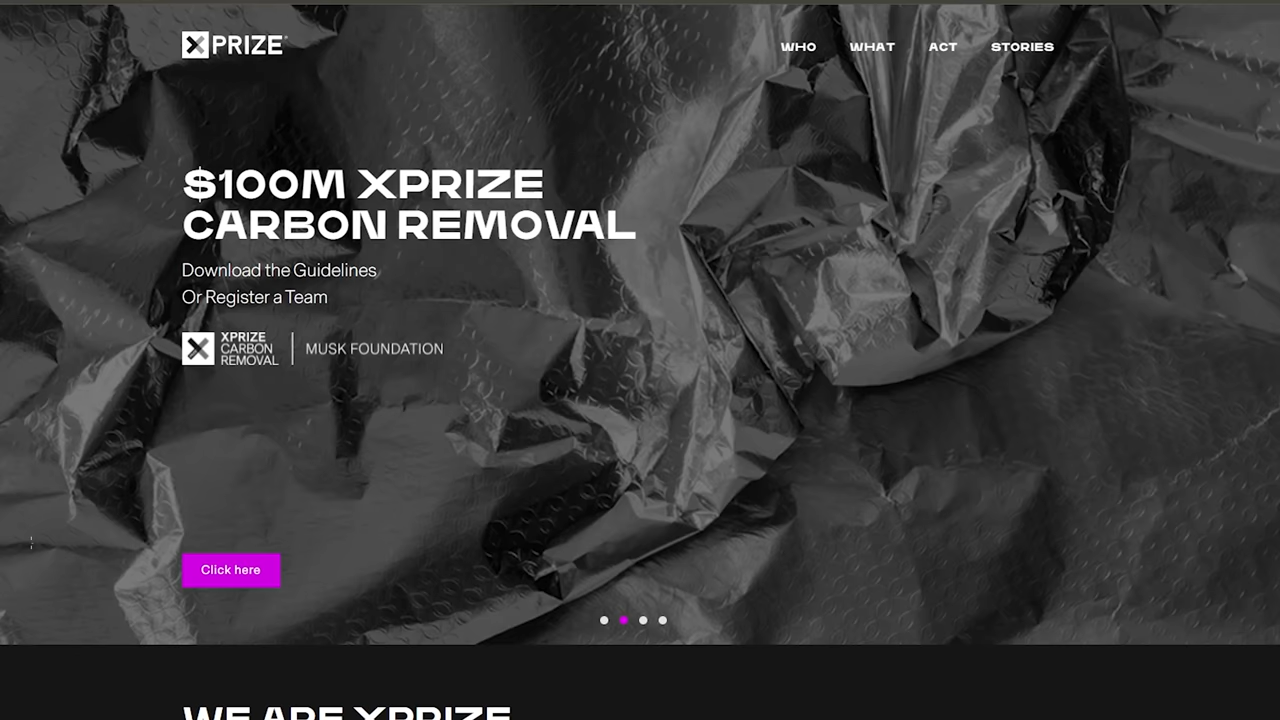 XPRIZE
WHO WHAT ACT STORIES
$100M XPRIZE
CARBON REMOVAL
Download the Guidelines
Or Register a Team
XPRIZE
CARBON
REMOVAL
MUSK FOUNDATION
Click here
WE ARE XPRIZE